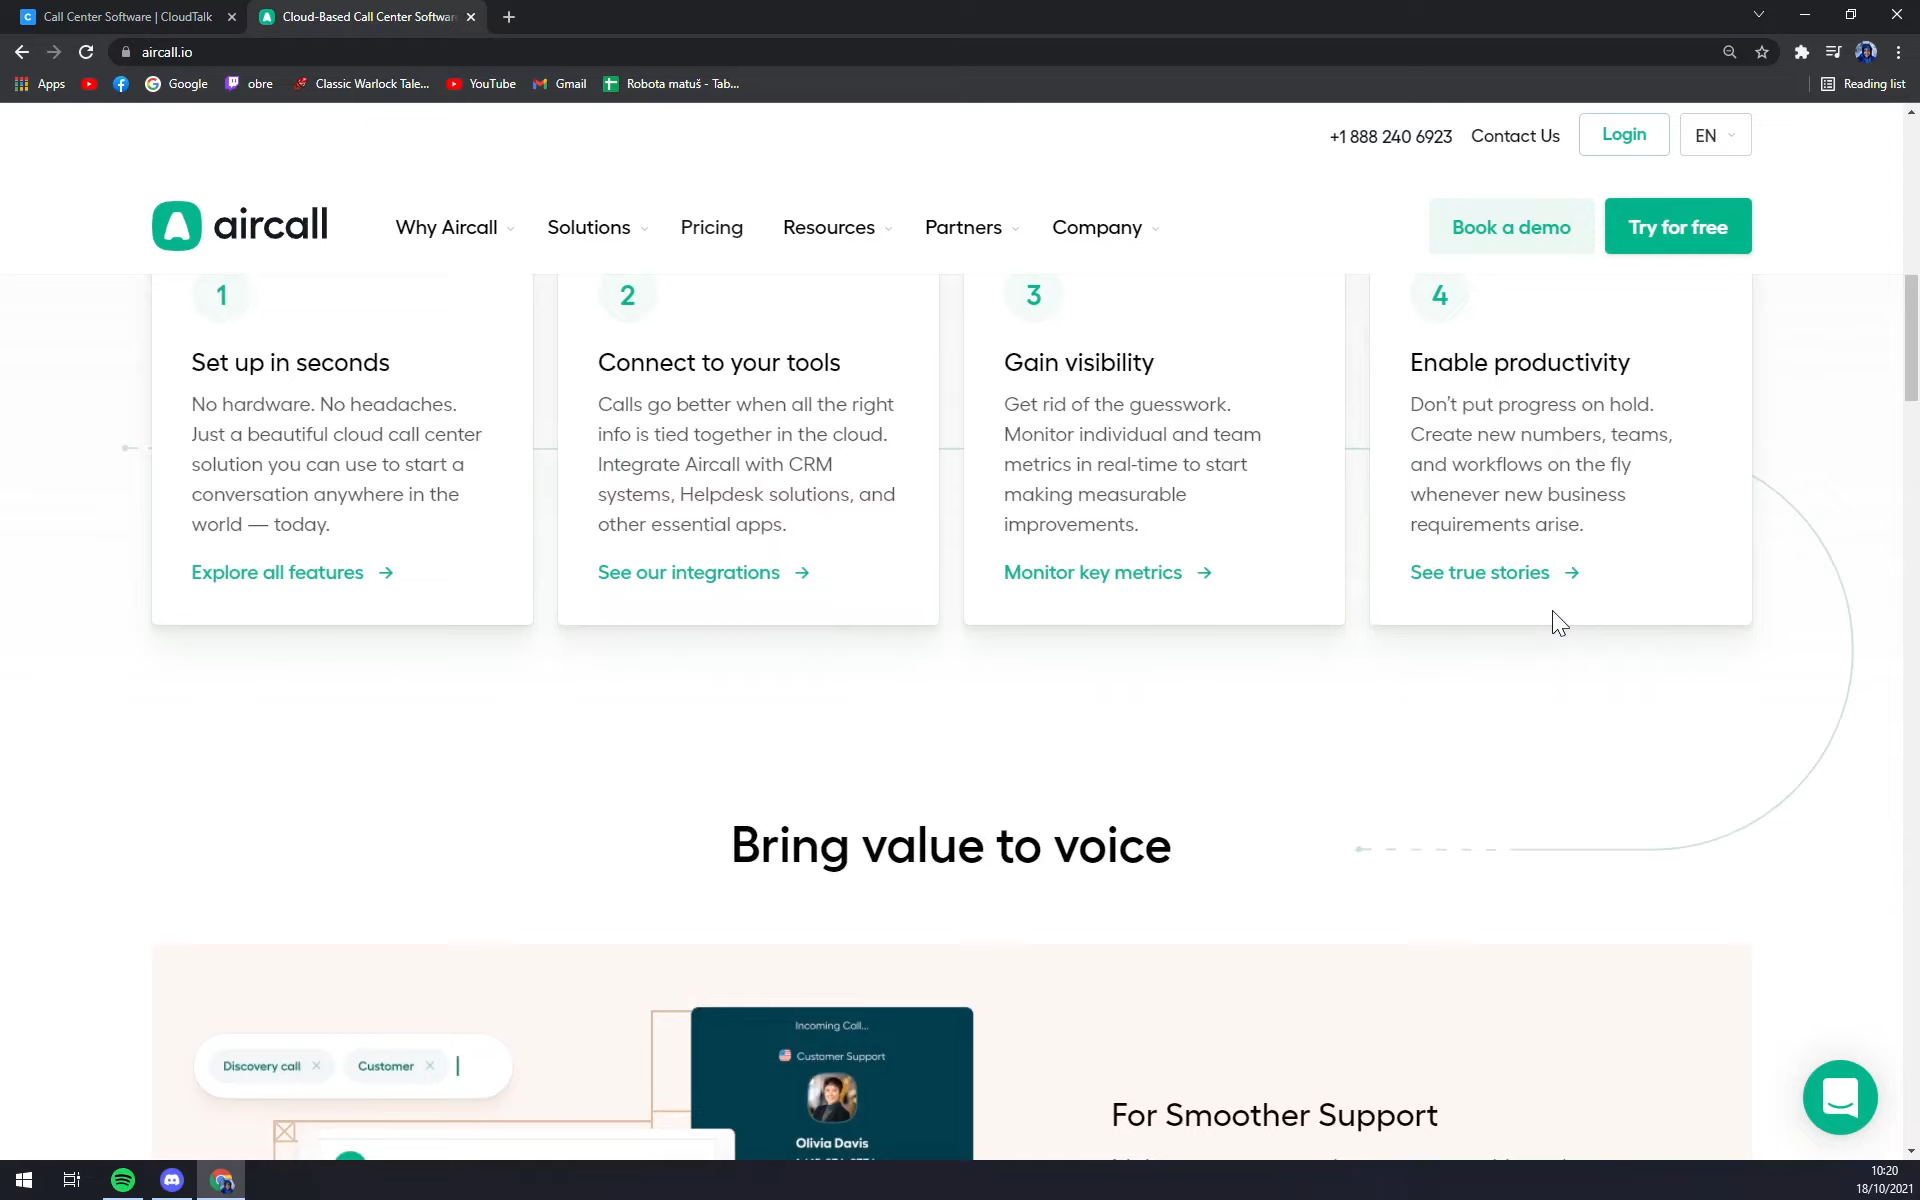 Call Center Software | CloudTalk
Cloud-Based Call Center Softwar
aircall.io
Apps
Google
obre
Classic Warlock Tale...
YouTube
Gmail
Robota matuš - Tab...
Reading list
+1 888 240 6923
Contact Us
Login
EN
aircall
Why Aircall
Solutions
Pricing
Resources
Partners
Company
Book a demo
Try for free
1
Set up in seconds
No hardware. No headaches.
Just a beautiful cloud call center
solution you can use to start a
conversation anywhere in the
world — today.
Explore all features →
2
Connect to your tools
Calls go better when all the right
info is tied together in the cloud.
Integrate Aircall with CRM
systems, Helpdesk solutions, and
other essential apps.
See our integrations →
3
Gain visibility
Get rid of the guesswork.
Monitor individual and team
metrics in real-time to start
making measurable
improvements.
Monitor key metrics →
4
Enable productivity
Don’t put progress on hold.
Create new numbers, teams,
and workflows on the fly
whenever new business
requirements arise.
See true stories →
Bring value to voice
Discovery call
Customer
Incoming Call...
Customer Support
Olivia Davis
For Smoother Support
10:20
18/10/2021